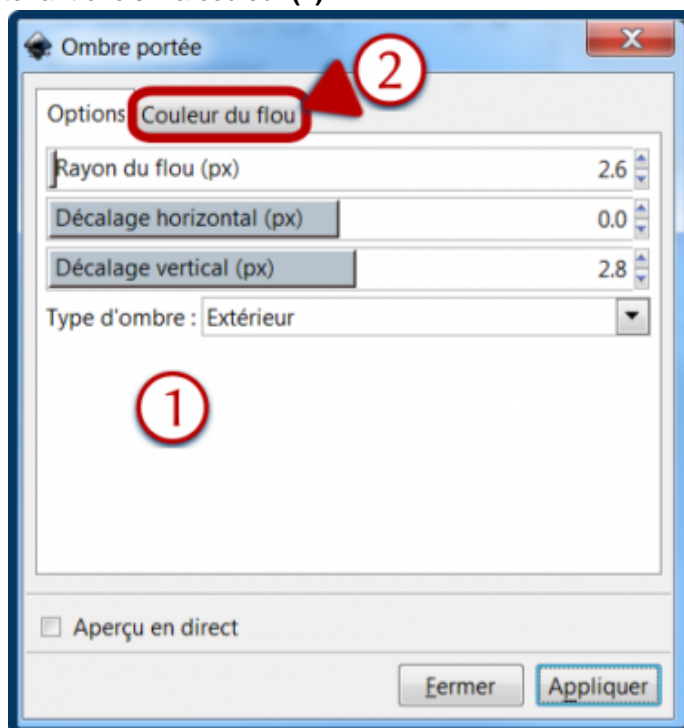 Ombre portée
X
2
Options
Couleur du flou
Rayon du flou (px) 2.6
Décalage horizontal (px) 0.0
Décalage vertical (px) 2.8
Type d'ombre : Extérieur
1
Aperçu en direct
Fermer Appliquer